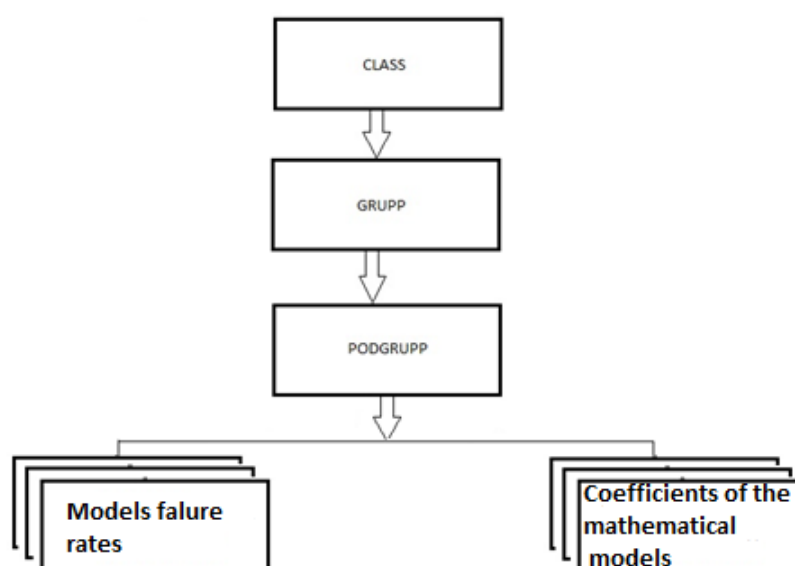 CLASS
GRUPP
PODGRUPP
Models falure
rates
Coefficients of the
mathematical
models